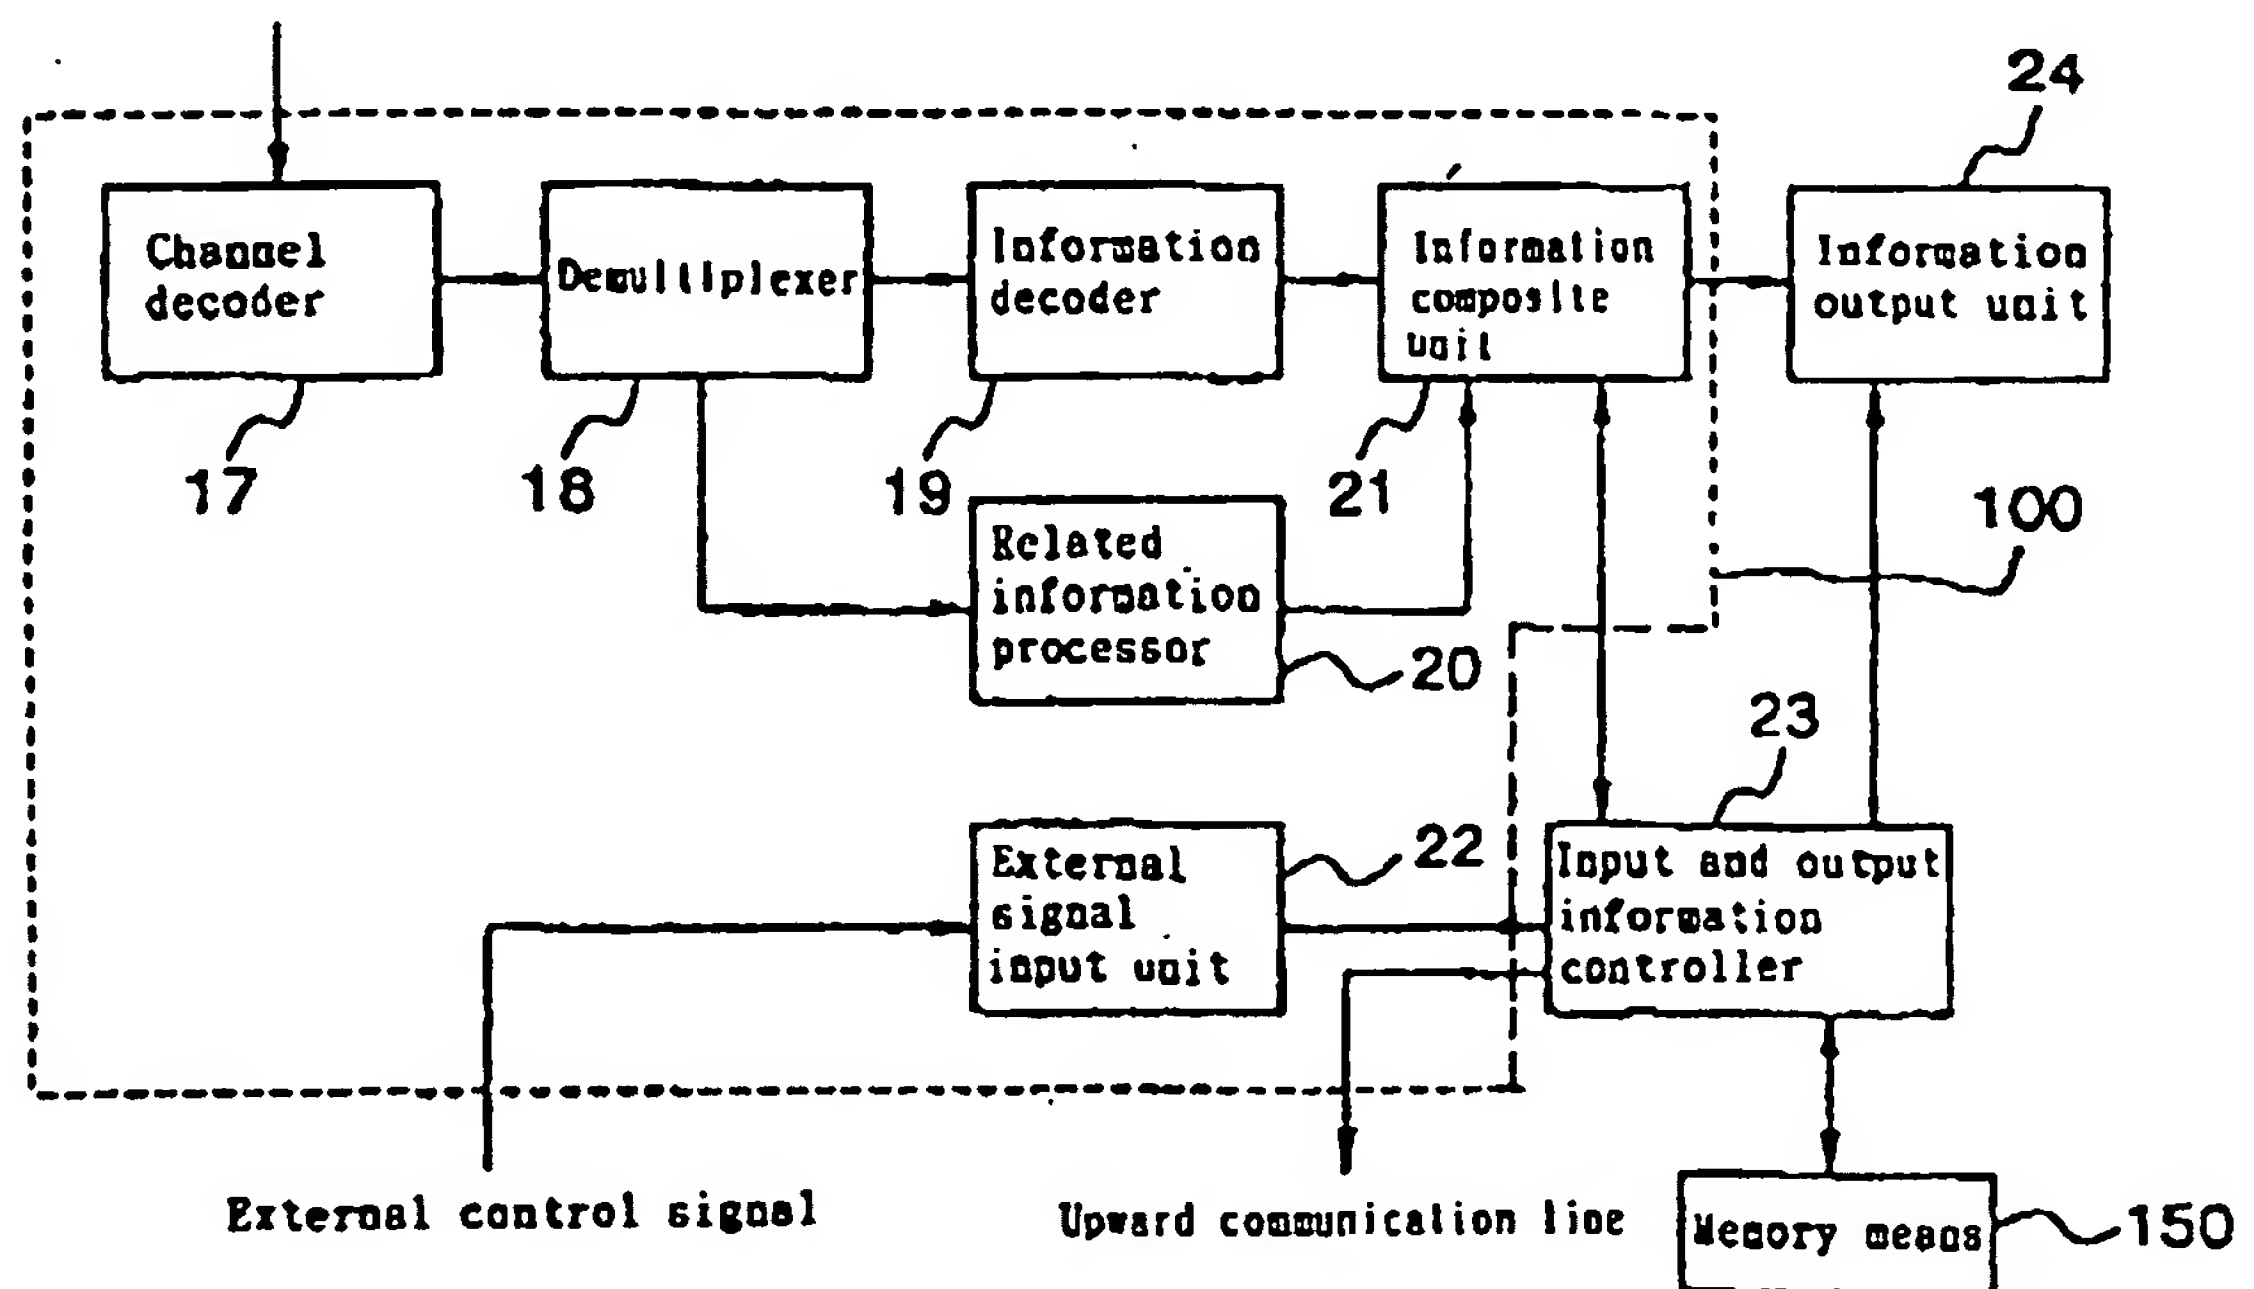 24
Channel
decoder
Demultiplexer
Information
decoder
Information
composite
unit
Information
output unit
17
18
19
21
100
Related
information
processor
20
23
External
signal
input unit
22
Input and output
information
controller
External control signal
Upward communication line
Memory means
150